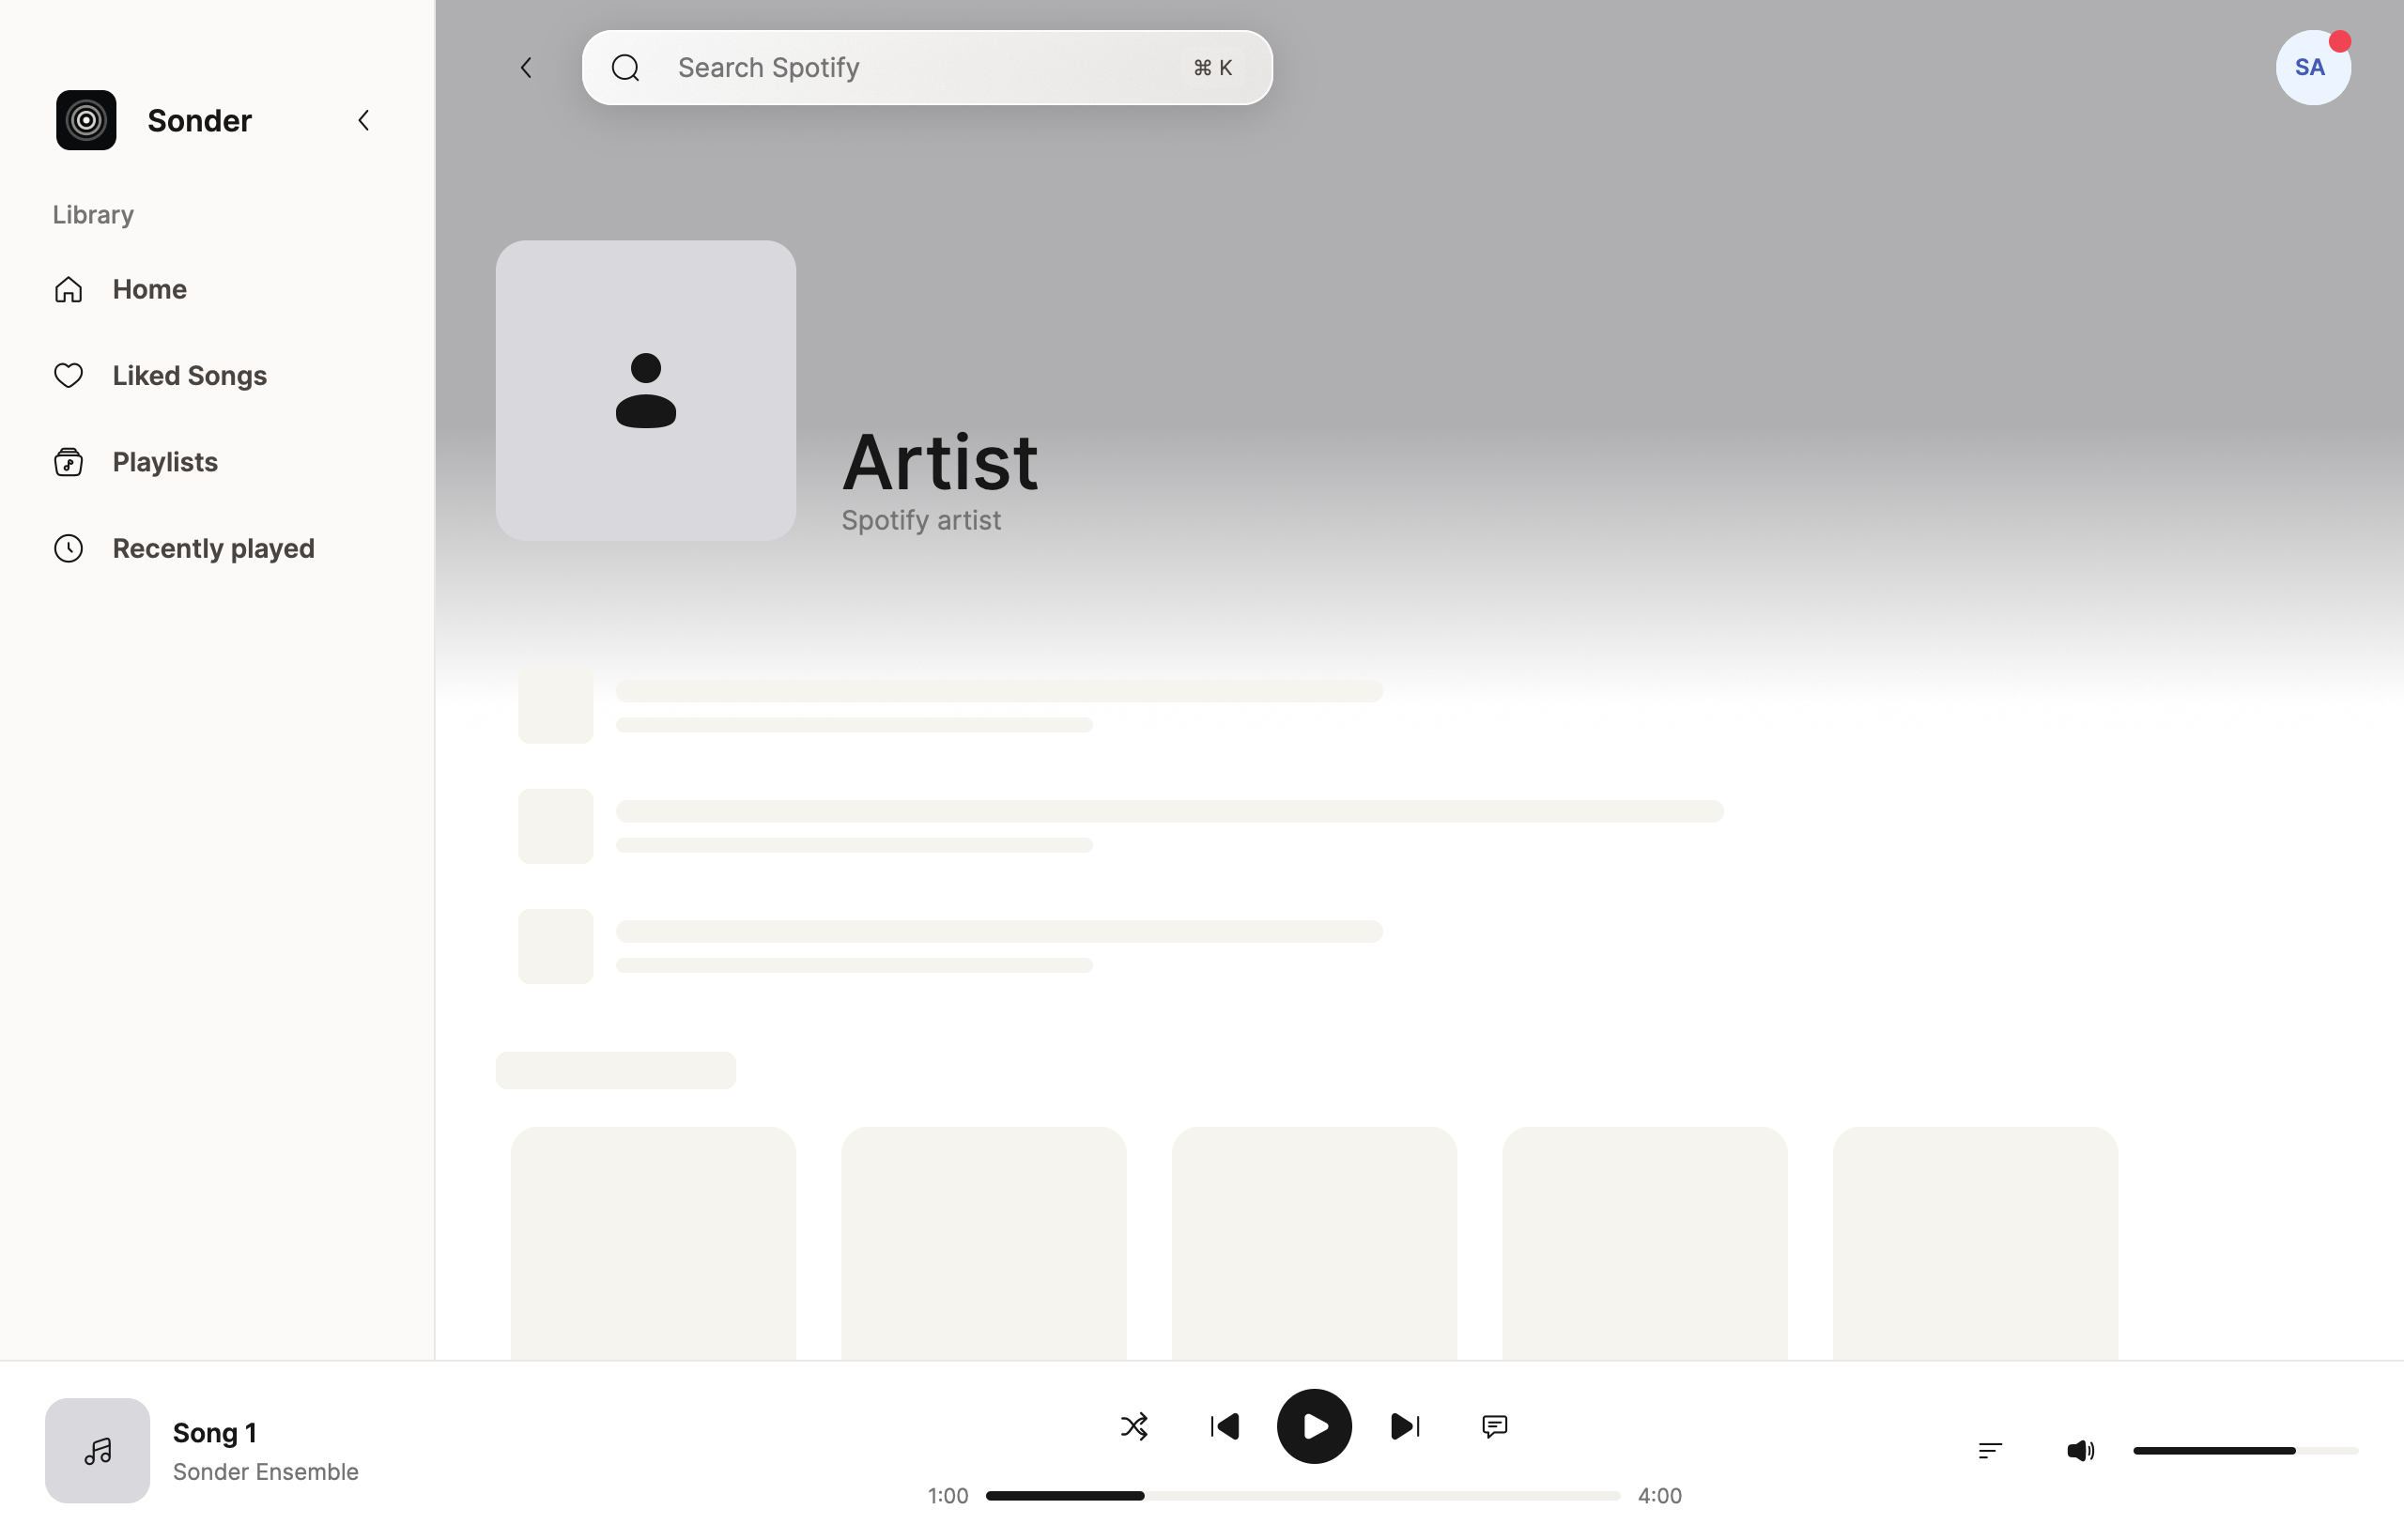 Search Spotify
⌘ K
SA
Sonder
Library
Home
Liked Songs
Playlists
Recently played
Artist
Spotify artist
Song 1
Sonder Ensemble
1:00
4:00